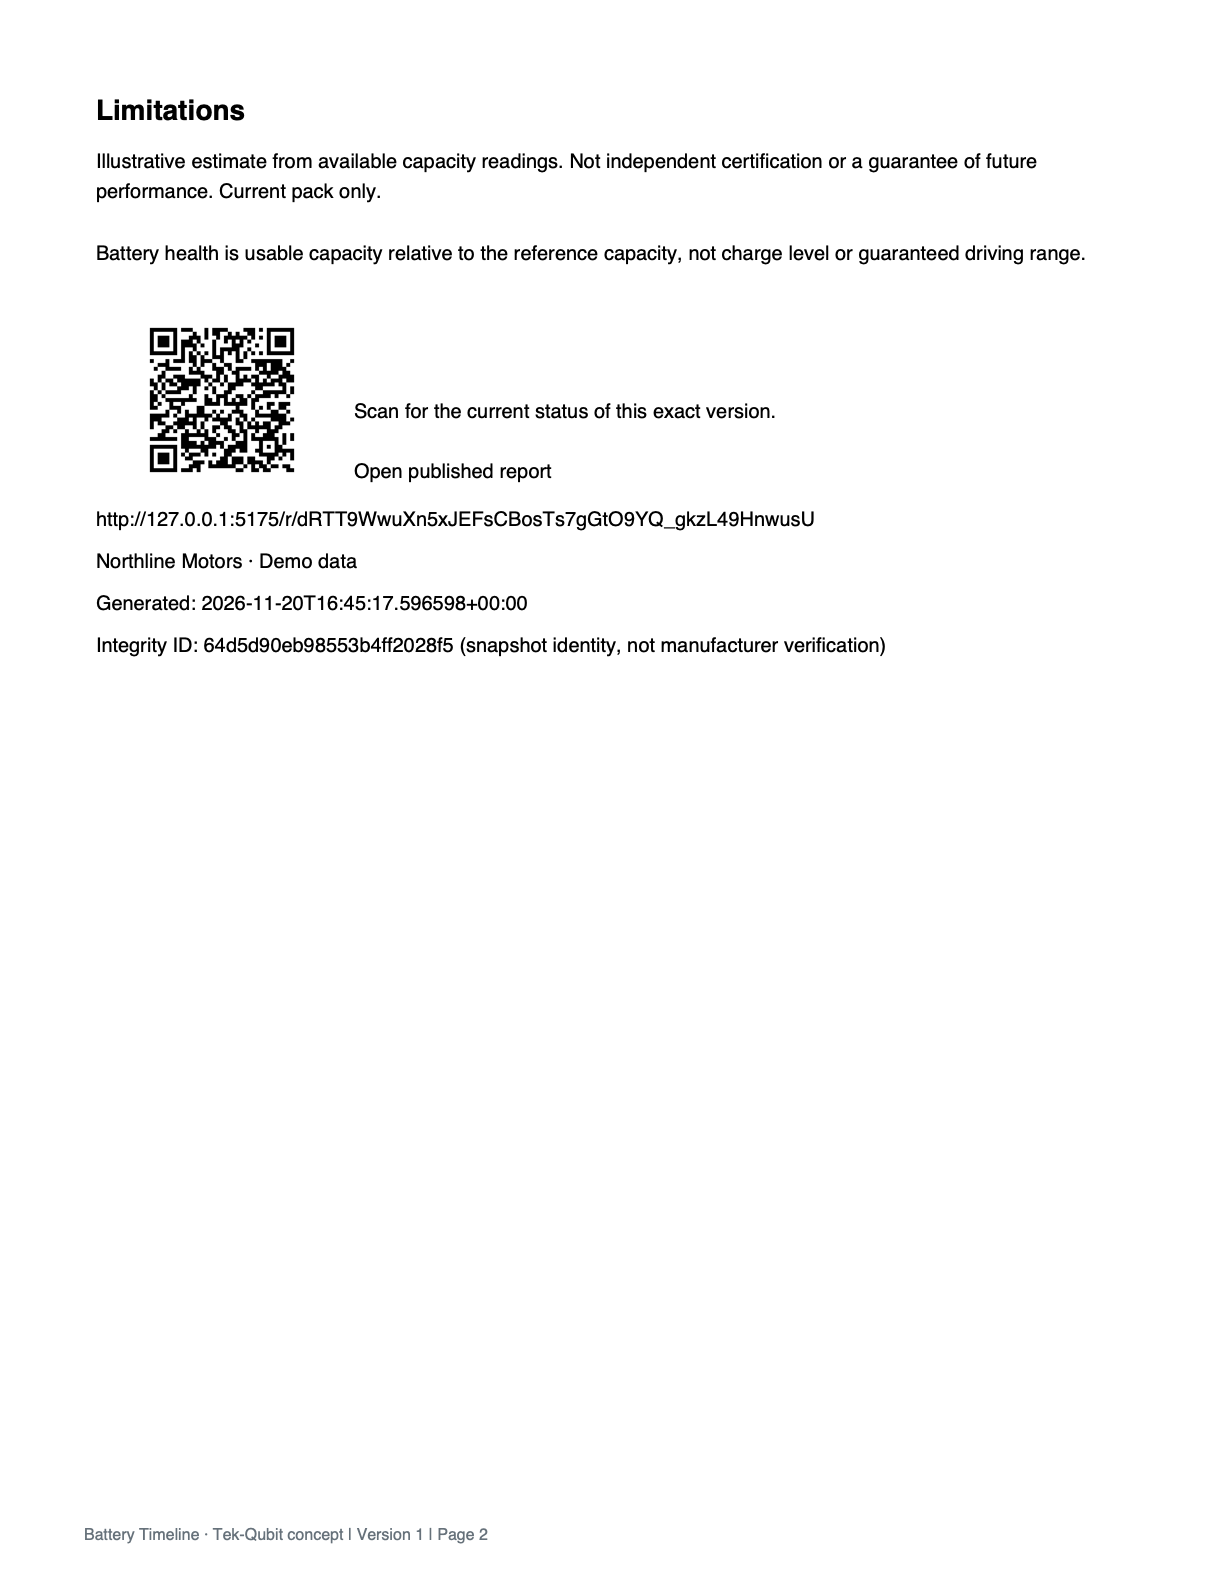 Limitations
Illustrative estimate from available capacity readings. Not independent certification or a guarantee of future
performance. Current pack only.
Battery health is usable capacity relative to the reference capacity, not charge level or guaranteed driving range.
Scan for the current status of this exact version.
Open published report
http://127.0.0.1:5175/r/dRTT9WwuXn5xJEFsCBosTs7gGtO9YQ_gkzL49HnwusU
Northline Motors · Demo data
Generated: 2026-11-20T16:45:17.596598+00:00
Integrity ID: 64d5d90eb98553b4ff2028f5 (snapshot identity, not manufacturer verification)
Battery Timeline · Tek-Qubit concept | Version 1 | Page 2